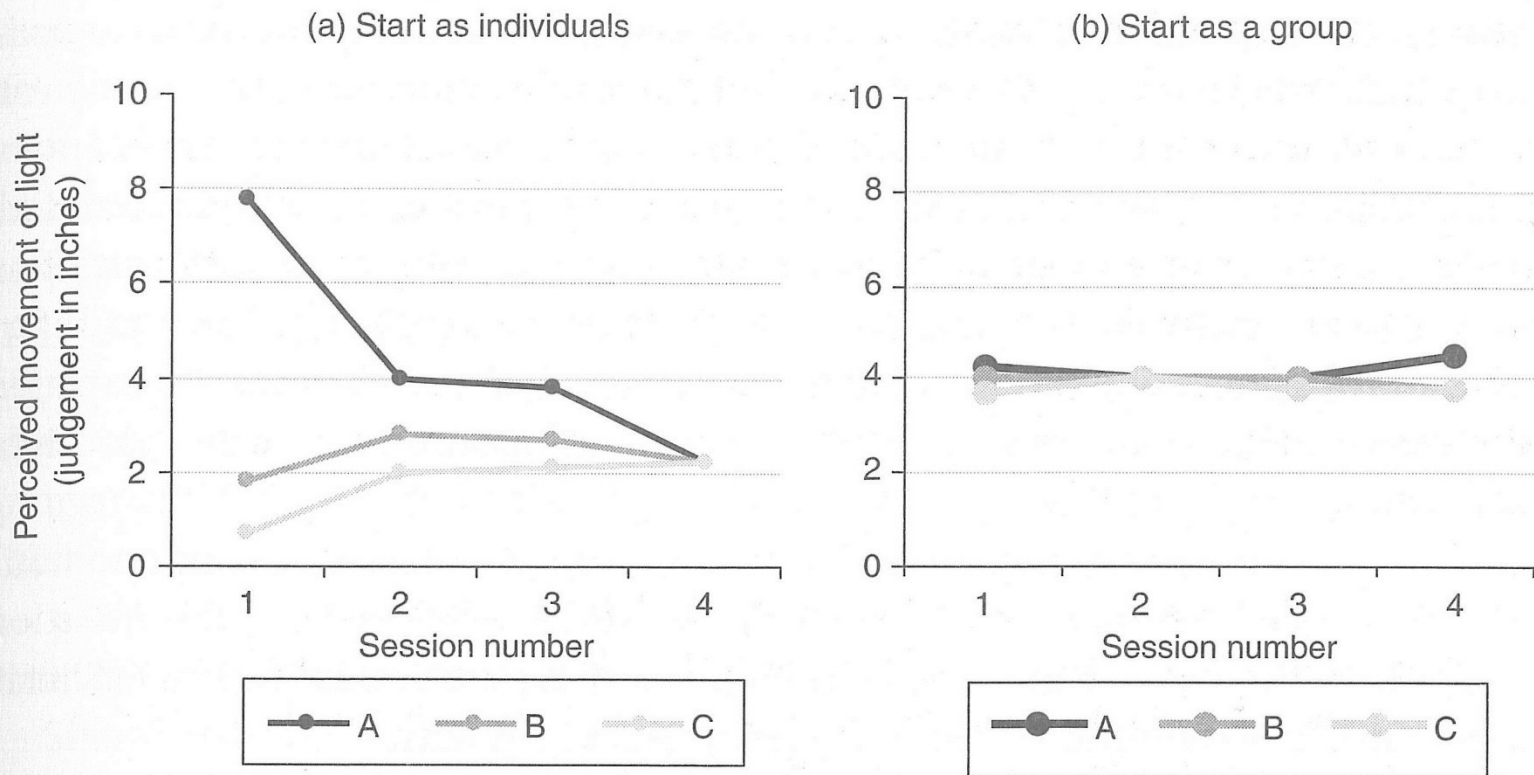 (a) Start as individuals
Perceived movement of light
(judgement in inches)
10
8
6
4
2
0
1 2 3 4
Session number
A B C
(b) Start as a group
10
8
6
4
2
0
1 2 3 4
Session number
A B C